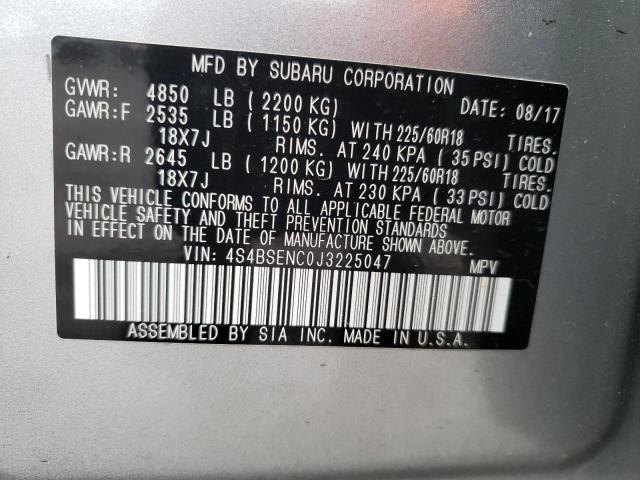 MFD BY SUBARU CORPORATION
GVWR: 4850 LB (2200 KG) DATE: 08/17
GAWR:F 2535 LB (1150 KG) WITH 225/60R18 TIRES.
18X7J RIMS. AT 240 KPA (35 PSI) COLD
GAWR:R 2645 LB (1200 KG) WITH 225/60R18 TIRES.
18X7J RIMS. AT 230 KPA (33 PSI) COLD
THIS VEHICLE CONFORMS TO ALL APPLICABLE FEDERAL MOTOR
VEHICLE SAFETY AND THEFT PREVENTION STANDARDS
IN EFFECT ON THE DATE OF MANUFACTURE SHOWN ABOVE.
VIN: 4S4BSENC0J3225047 MPV
ASSEMBLED BY SIA INC. MADE IN U.S.A.